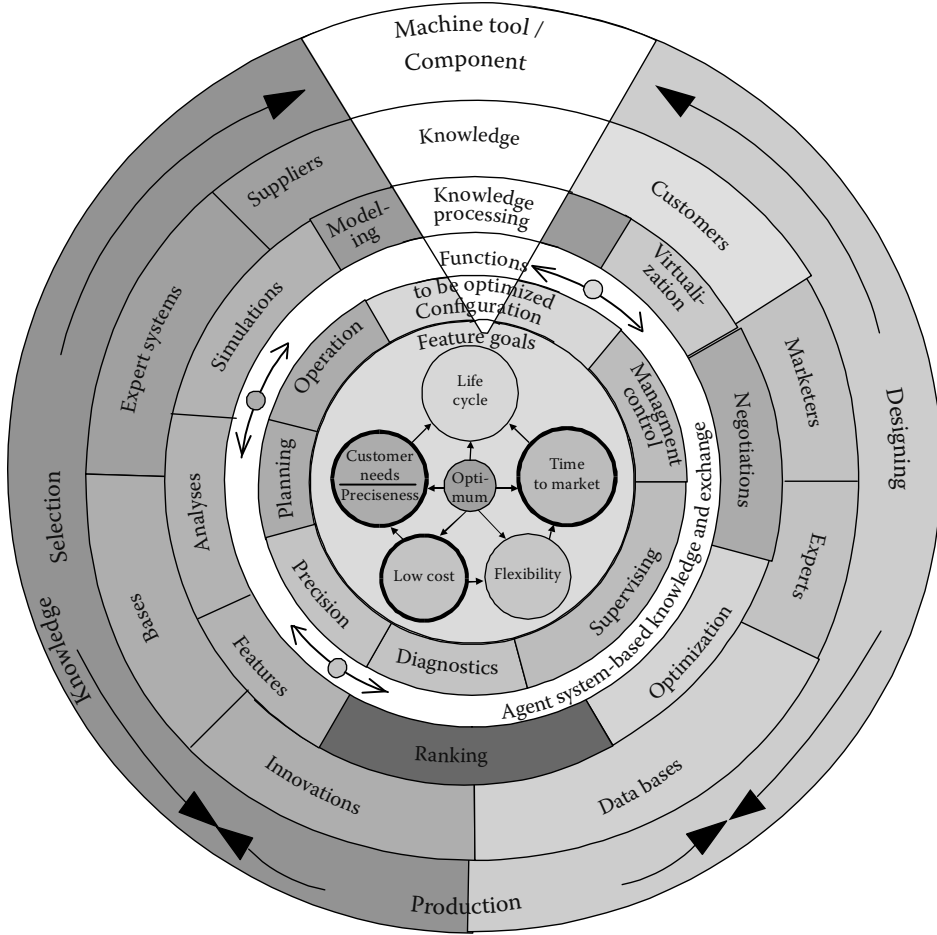 Machine tool /
Component
Knowledge
Knowledge
processing
Functions
to be optimized
Configuration
Feature goals
Life
cycle
Customer
needs
Preciseness
Opti-
mum
Time
to market
Low cost
Flexibility
Operation
Planning
Precision
Diagnostics
Supervising
Managment
control
Agent system-based knowledge and exchange
Model-
ing
Simulations
Analyses
Features
Ranking
Optimization
Negotiations
Virtuali-
zation
Suppliers
Expert systems
Bases
Innovations
Data bases
Experts
Marketers
Customers
Selection
Knowledge
Production
Designing